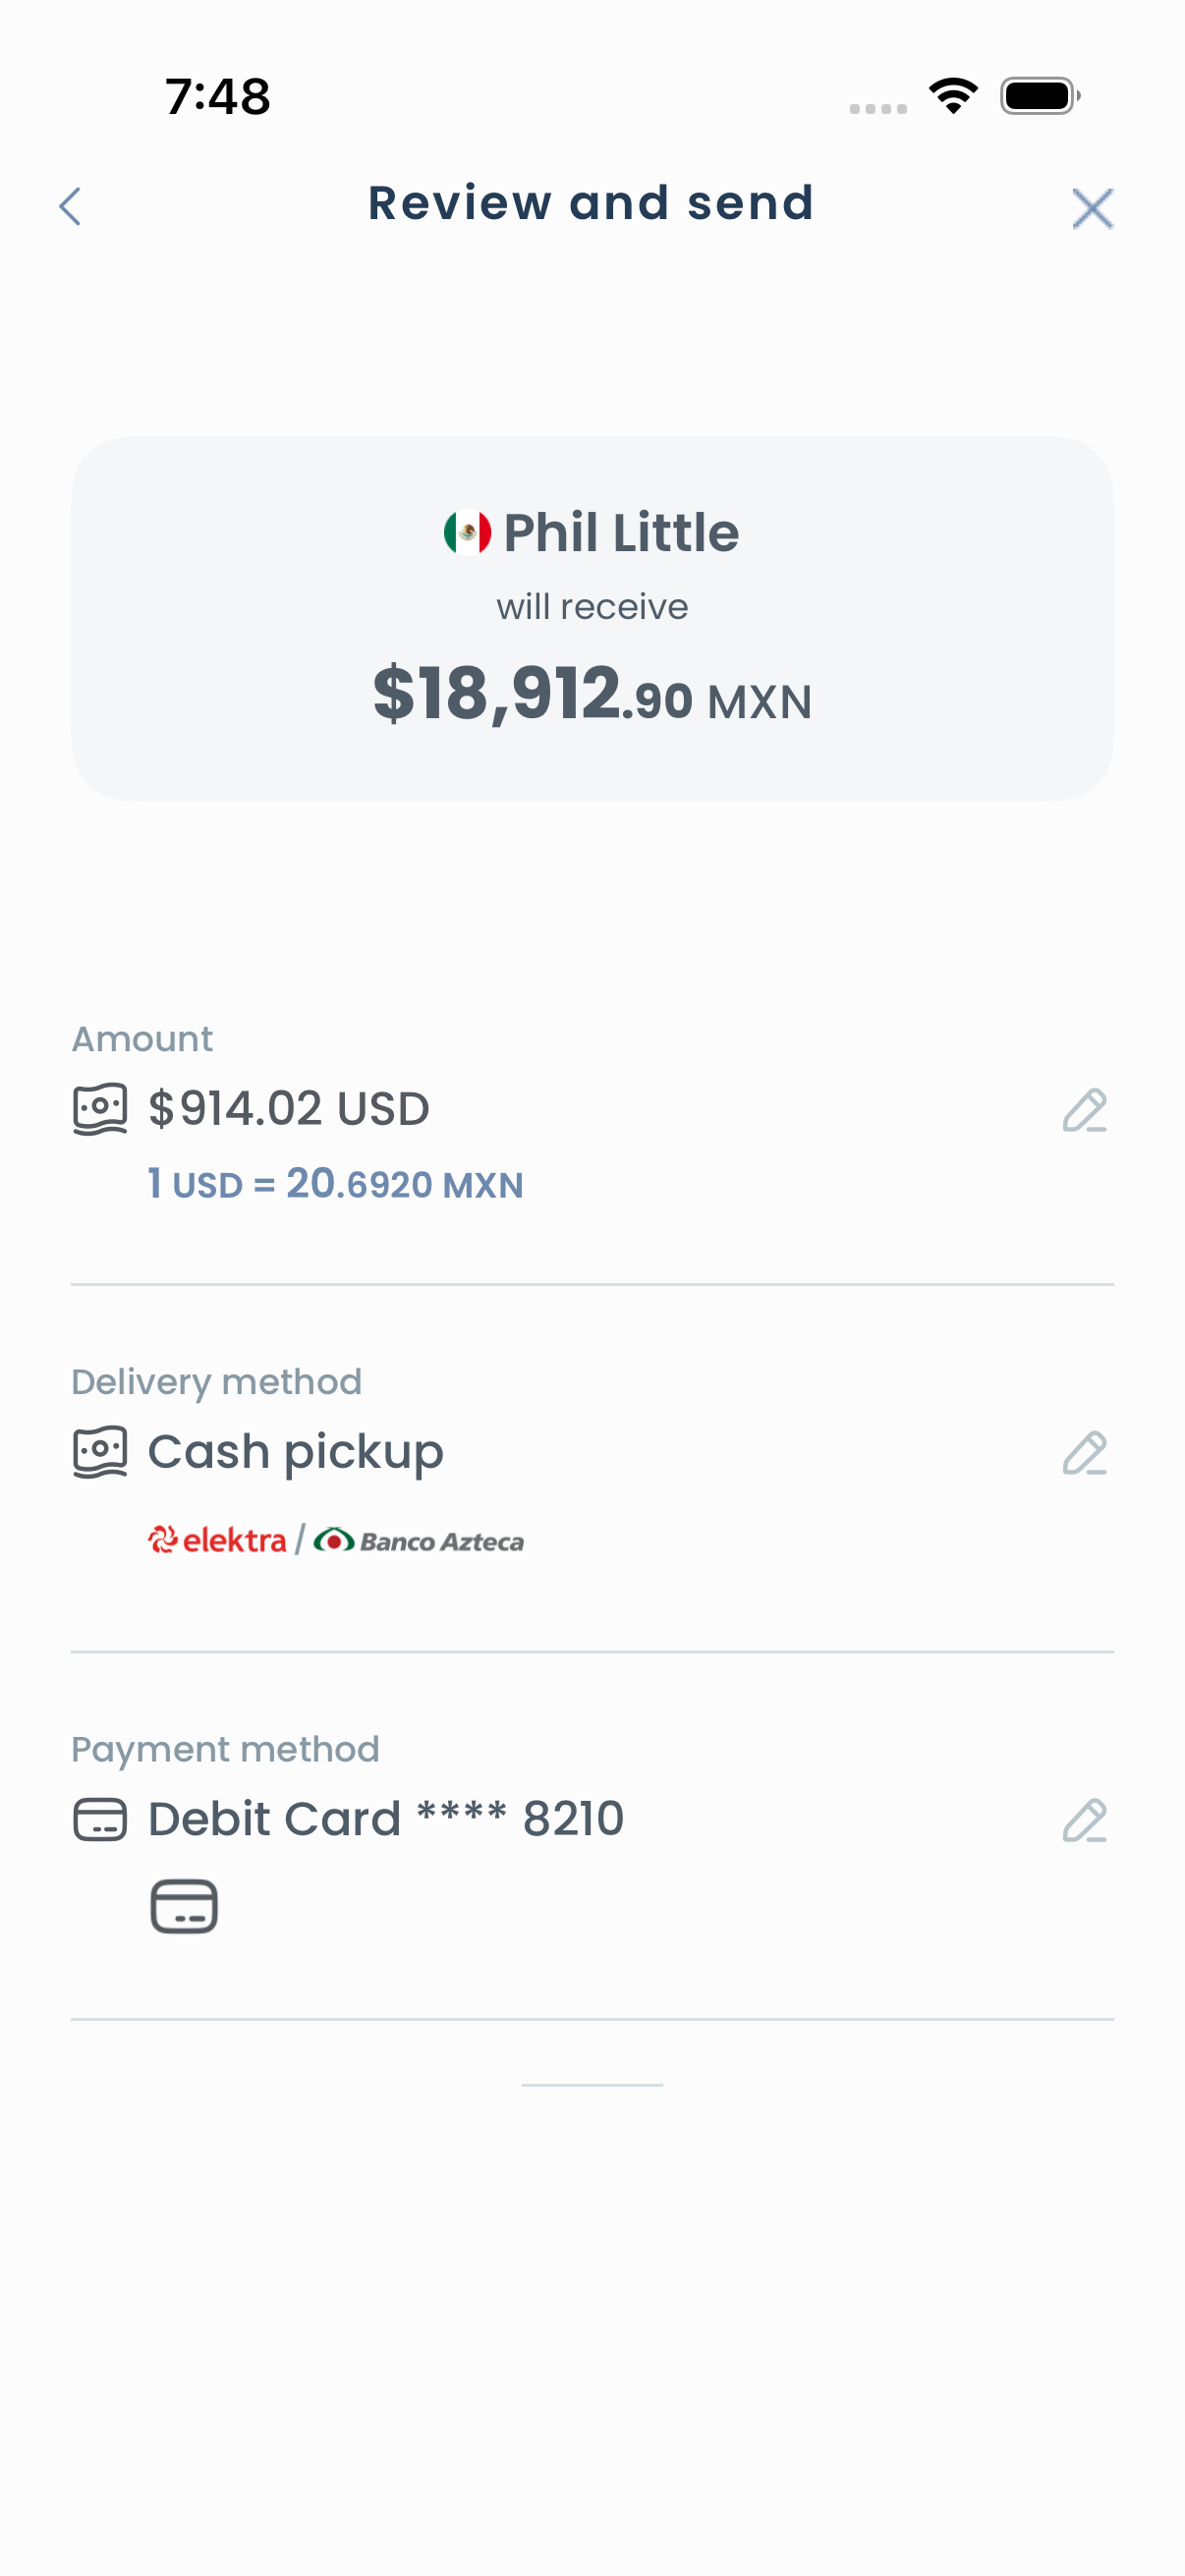 7:48
Review and send
Phil Little
will receive
$18,912.90 MXN
Amount
$914.02 USD
1 USD = 20.6920 MXN
Delivery method
Cash pickup
elektra / Banco Azteca
Payment method
Debit Card **** 8210